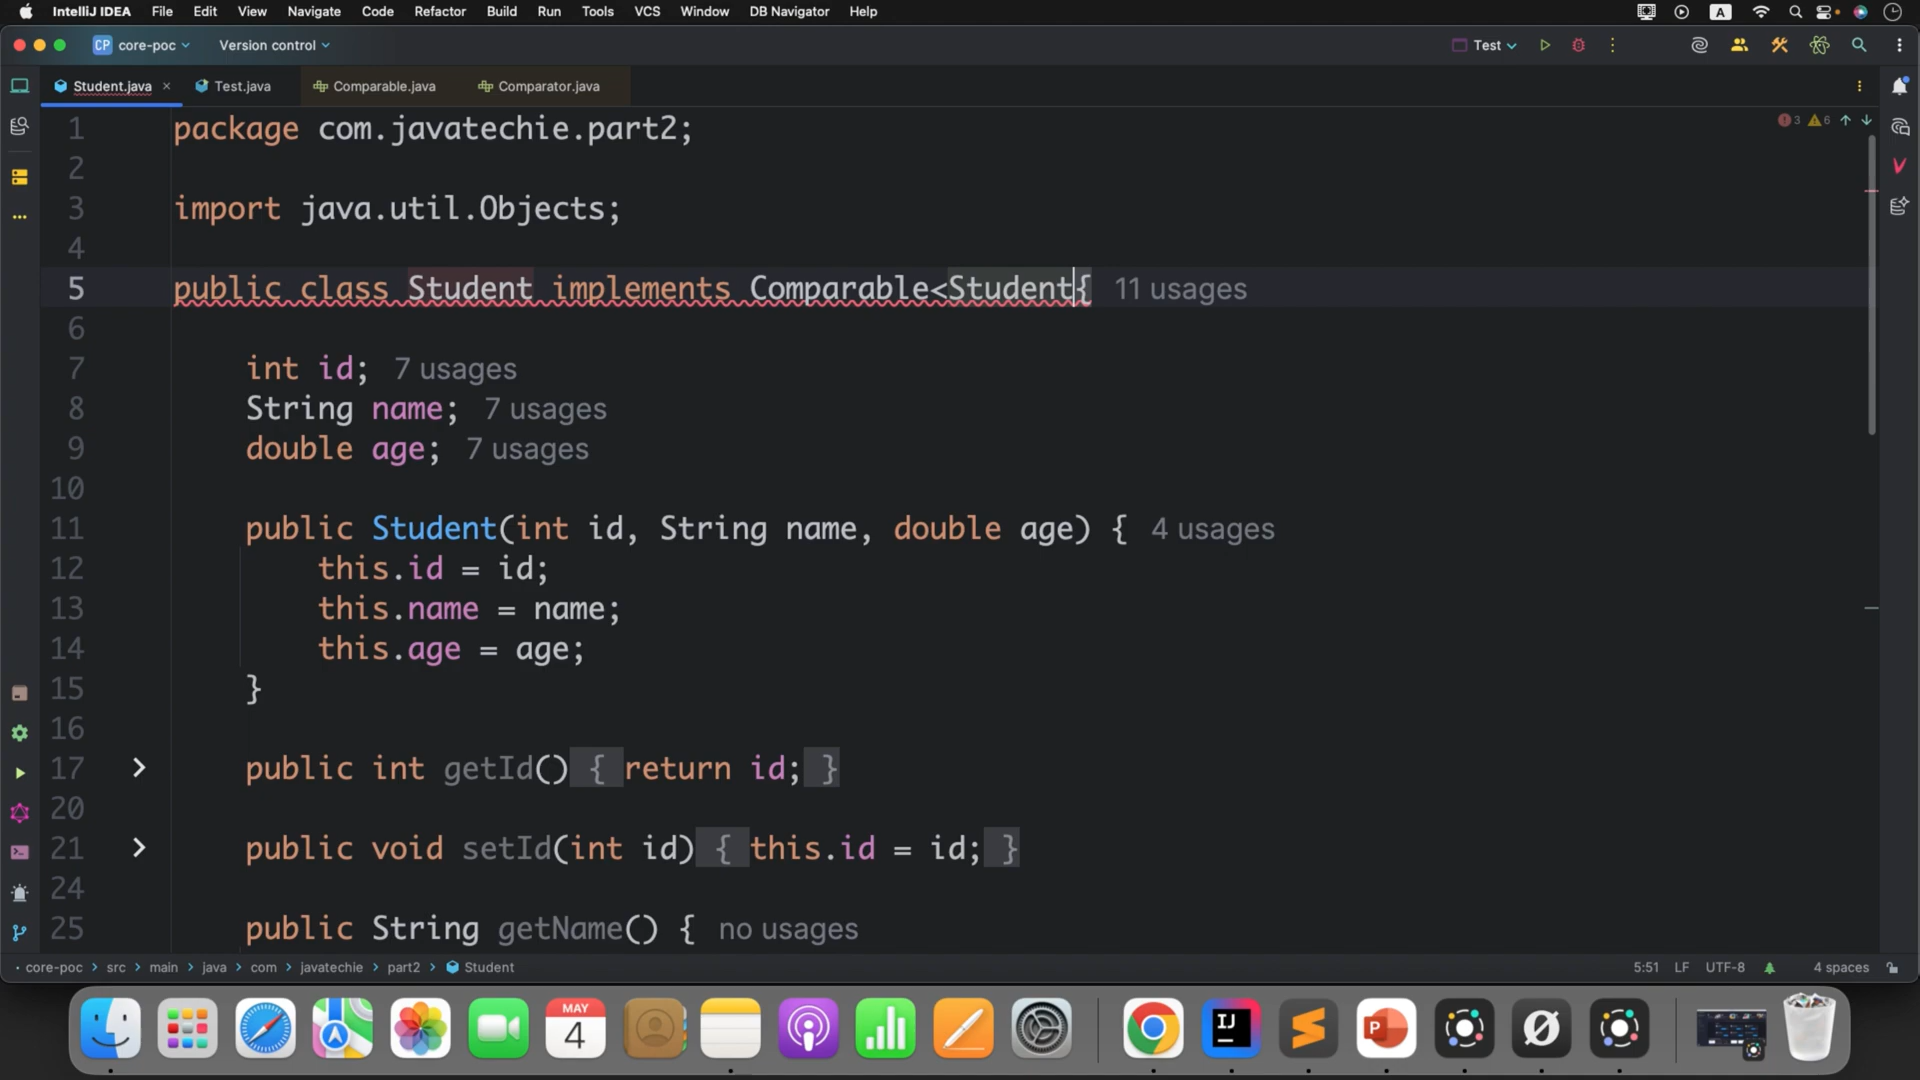 IntelliJ IDEA File Edit View Navigate Code Refactor Build Run Tools VCS Window DB Navigator Help A
CP core-poc Version control Test
Student.java Test.java Comparable.java Comparator.java
1 package com.javatechie.part2; 3 6
2
3 import java.util.Objects;
4
5 public class Student implements Comparable<Student{ 11 usages
6
7 int id; 7 usages
8 String name; 7 usages
9 double age; 7 usages
10
11 public Student(int id, String name, double age) { 4 usages
12 this.id = id;
13 this.name = name;
14 this.age = age;
15 }
16
17 public int getId() { return id; }
20
21 public void setId(int id) { this.id = id; }
24
25 public String getName() { no usages
core-poc > src > main > java > com > javatechie > part2 > Student 5:51 LF UTF-8 4 spaces
MAY
4
IJ
P